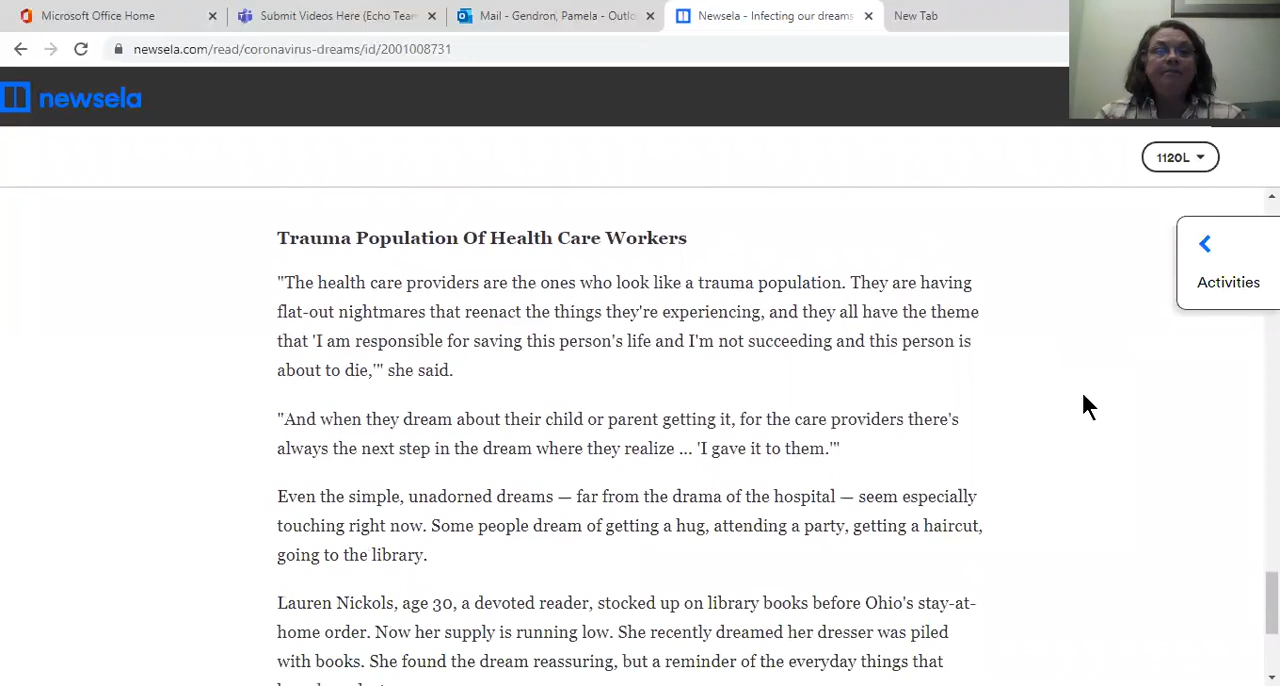 Microsoft Office Home
Submit Videos Here (Echo Tean
Mail - Gendron, Pamela - Outlo
Newsela - Infecting our dreams
New Tab
newsela.com/read/coronavirus-dreams/id/2001008731
newsela
1120L
Activities
Trauma Population Of Health Care Workers
"The health care providers are the ones who look like a trauma population. They are having
flat-out nightmares that reenact the things they're experiencing, and they all have the theme
that 'I am responsible for saving this person's life and I'm not succeeding and this person is
about to die,'" she said.
"And when they dream about their child or parent getting it, for the care providers there's
always the next step in the dream where they realize ... 'I gave it to them.'"
Even the simple, unadorned dreams — far from the drama of the hospital — seem especially
touching right now. Some people dream of getting a hug, attending a party, getting a haircut,
going to the library.
Lauren Nickols, age 30, a devoted reader, stocked up on library books before Ohio's stay-at-
home order. Now her supply is running low. She recently dreamed her dresser was piled
with books. She found the dream reassuring, but a reminder of the everyday things that